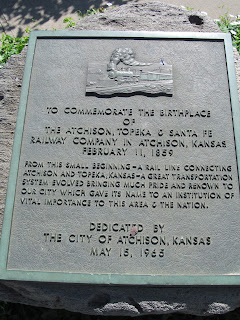 TO COMMEMORATE THE BIRTHPLACE
OF
THE ATCHISON, TOPEKA & SANTA FE
RAILWAY COMPANY IN ATCHISON, KANSAS
FEBRUARY 11, 1859
FROM THIS SMALL BEGINNING-A RAIL LINE CONNECTING
ATCHISON AND TOPEKA, KANSAS-A GREAT TRANSPORTATION
SYSTEM EVOLVED BRINGING MUCH PRIDE AND RENOWN TO
OUR CITY WHICH GAVE ITS NAME TO AN INSTITUTION OF
VITAL IMPORTANCE TO THIS AREA & THE NATION.
DEDICATED BY
THE CITY OF ATCHISON, KANSAS
MAY 15, 1965